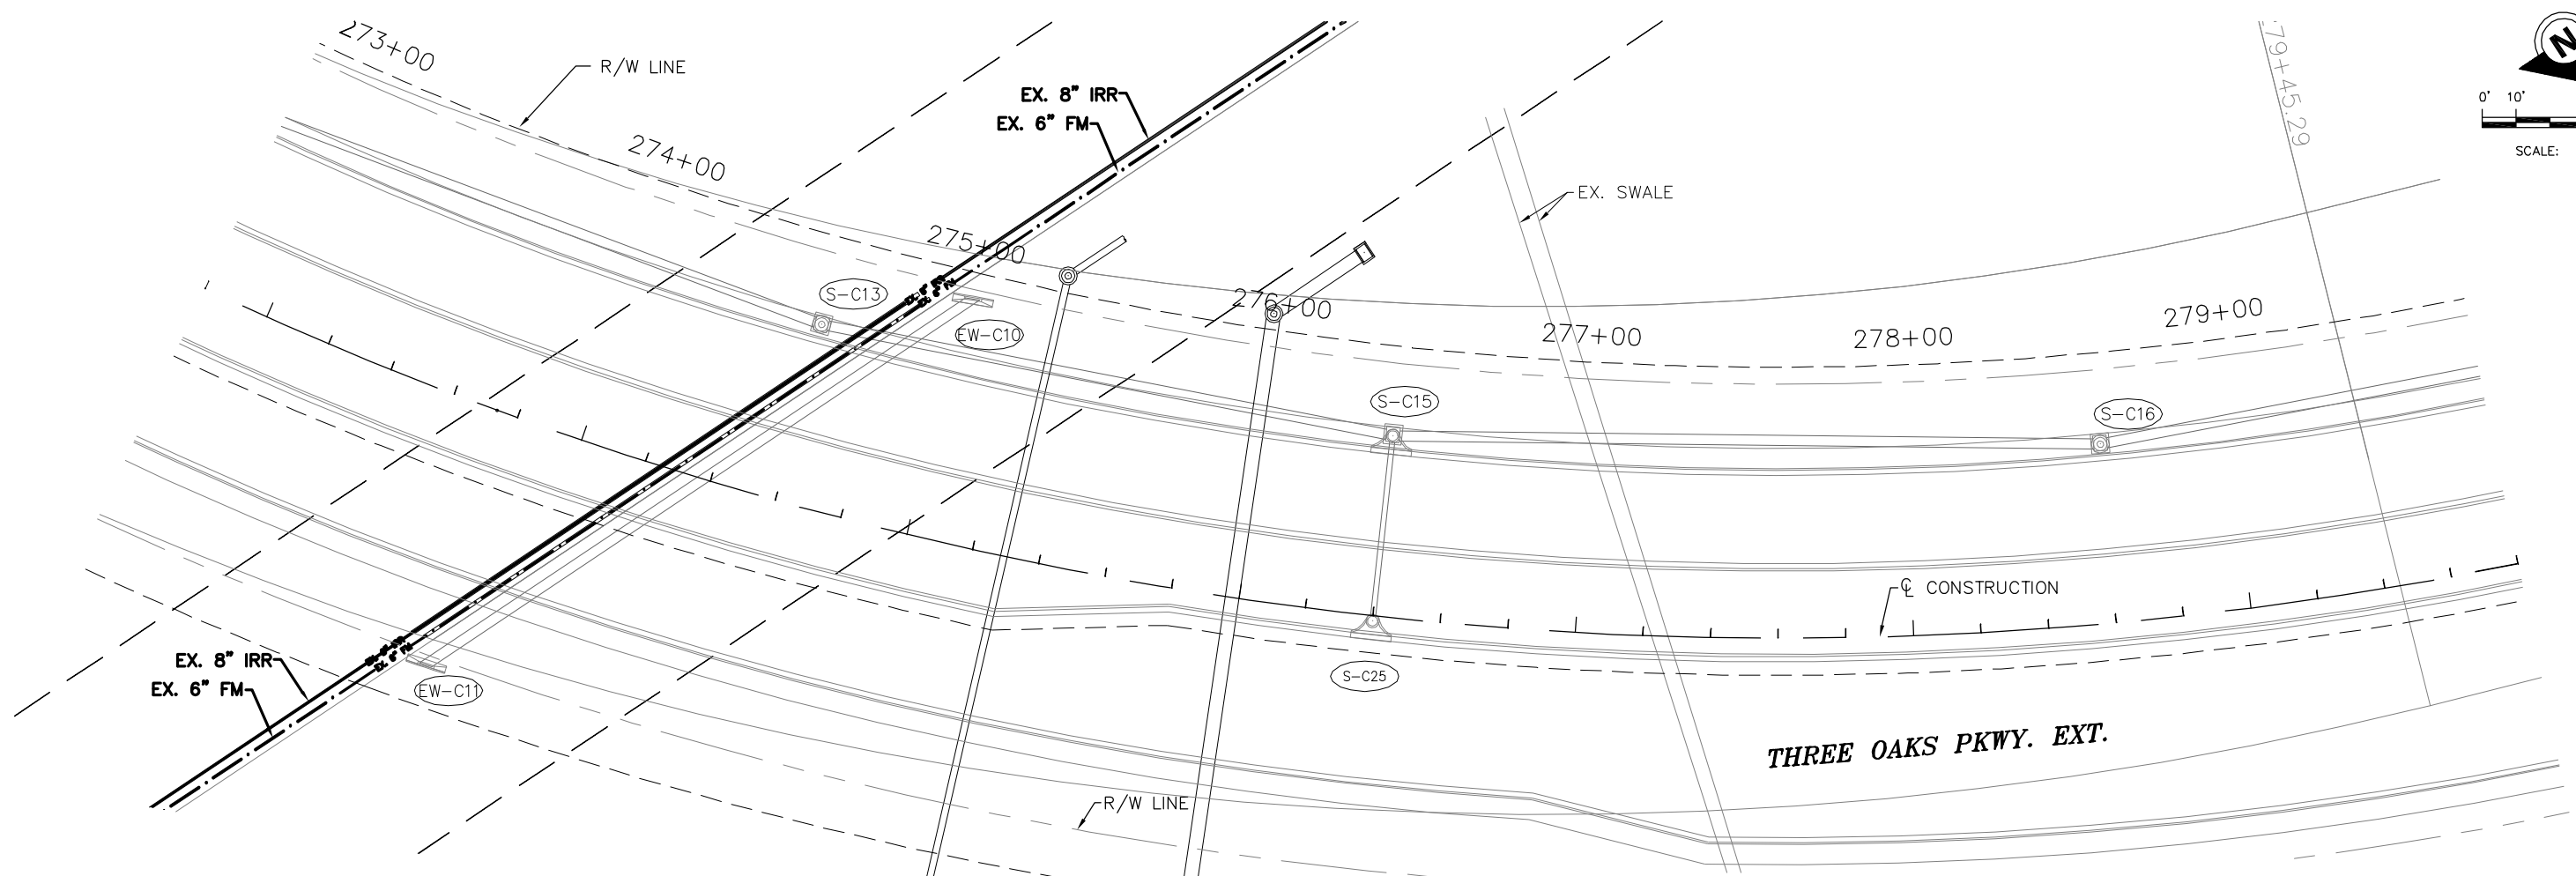 273+00
R/W LINE
274+00
EX. 8" IRR
EX. 6" FM
275+00
S-C13
EW-C10
276+00
EX. SWALE
277+00
278+00
279+00
79+45.29
N
0' 10'
SCALE:
S-C15
S-C16
℄ CONSTRUCTION
S-C25
THREE OAKS PKWY. EXT.
EX. 8" IRR
EX. 6" FM
EW-C11
R/W LINE